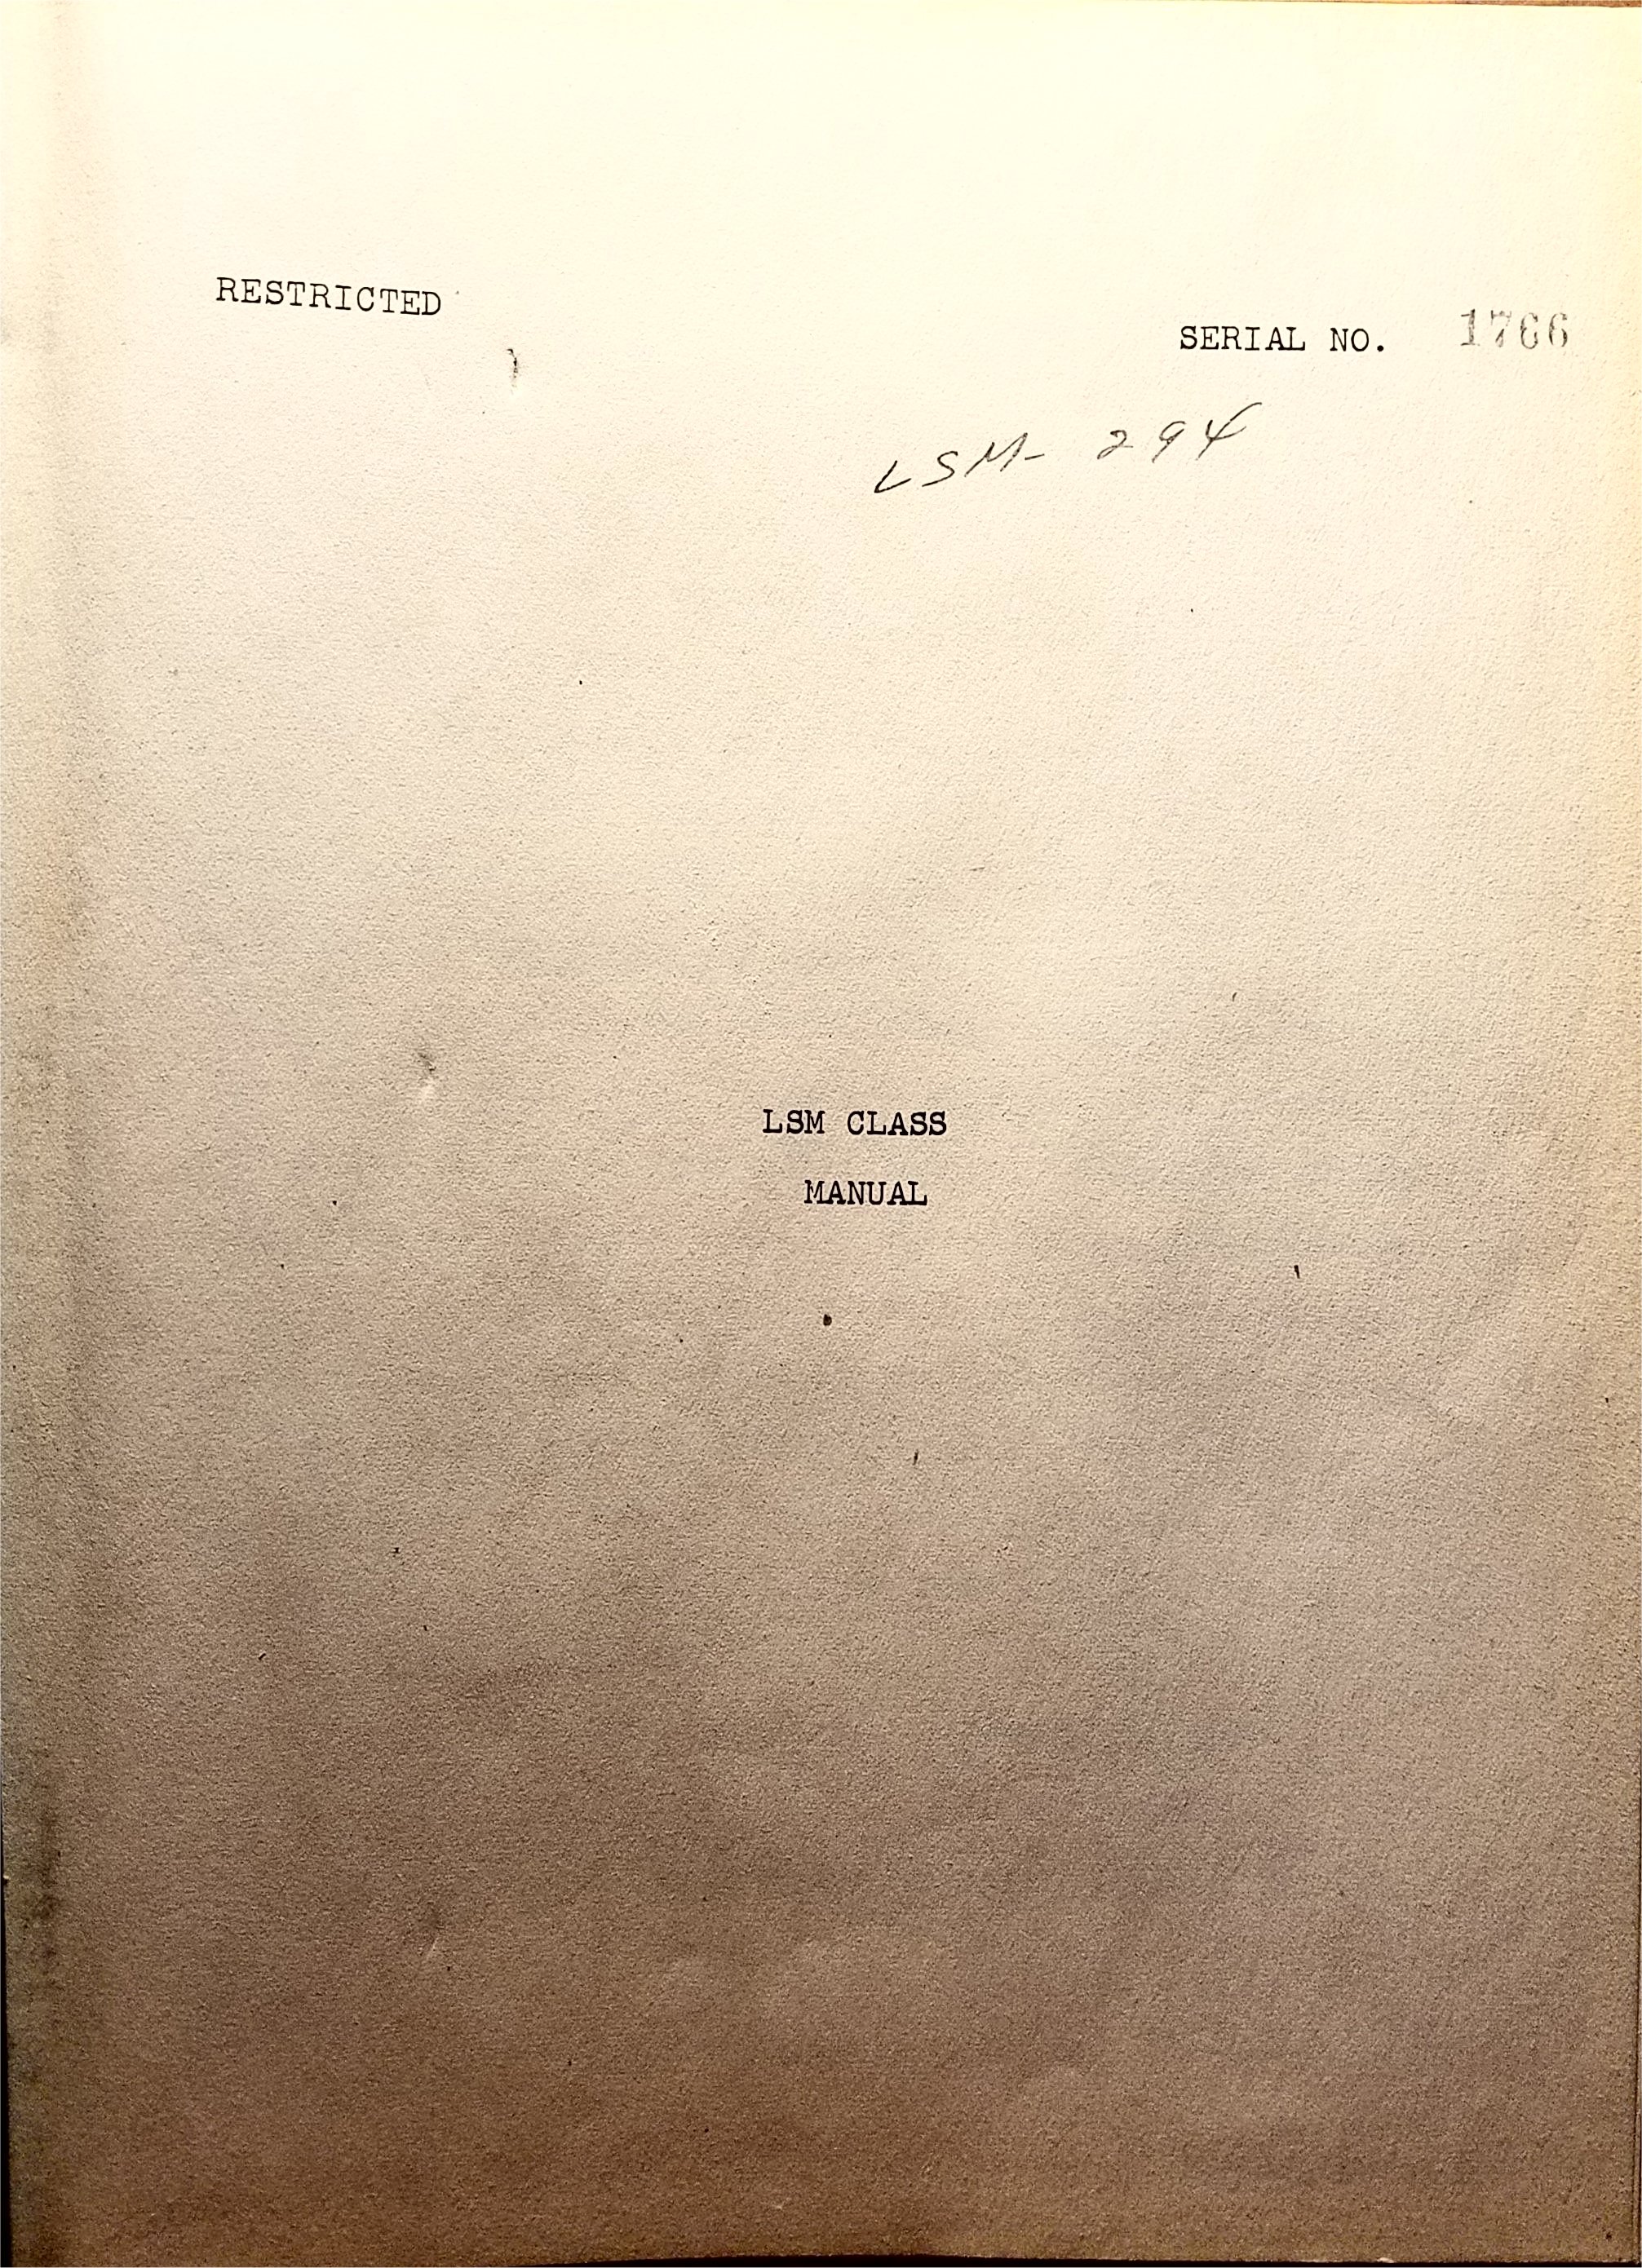 RESTRICTED
SERIAL NO. 1766
LSM- 294
LSM CLASS
MANUAL